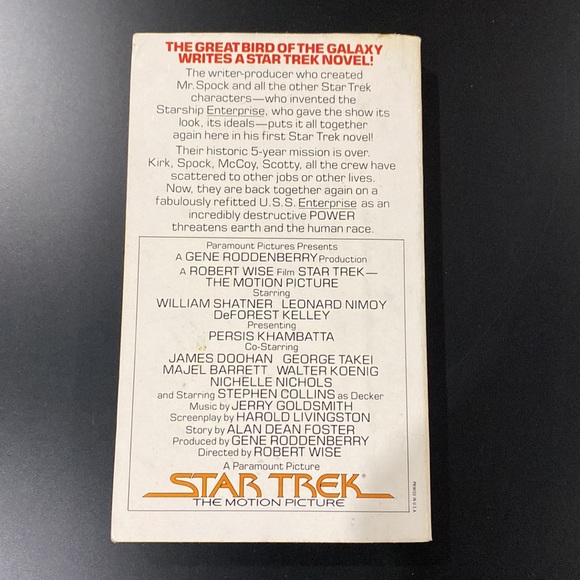 THE GREAT BIRD OF THE GALAXY
WRITES A STAR TREK NOVEL!
The writer-producer who created
Mr. Spock and all the other Star Trek
characters—who invented the
Starship Enterprise, who gave the show its
look, its ideals—puts it all together
again here in his first Star Trek novel!
Their historic 5-year mission is over.
Kirk, Spock, McCoy, Scotty, all the crew have
scattered to other jobs or other lives.
Now, they are back together again on a
fabulously refitted U.S.S. Enterprise as an
incredibly destructive POWER
threatens earth and the human race.
Paramount Pictures Presents
A GENE RODDENBERRY Production
A ROBERT WISE Film STAR TREK—
THE MOTION PICTURE
Starring
WILLIAM SHATNER LEONARD NIMOY
DeFOREST KELLEY
Presenting
PERSIS KHAMBATTA
Co-Starring
JAMES DOOHAN GEORGE TAKEI
MAJEL BARRETT WALTER KOENIG
NICHELLE NICHOLS
and Starring STEPHEN COLLINS as Decker
Music by JERRY GOLDSMITH
Screenplay by HAROLD LIVINGSTON
Story by ALAN DEAN FOSTER
Produced by GENE RODDENBERRY
Directed by ROBERT WISE
A Paramount Picture
STAR TREK®
THE MOTION PICTURE
PRINTED IN U.S.A.